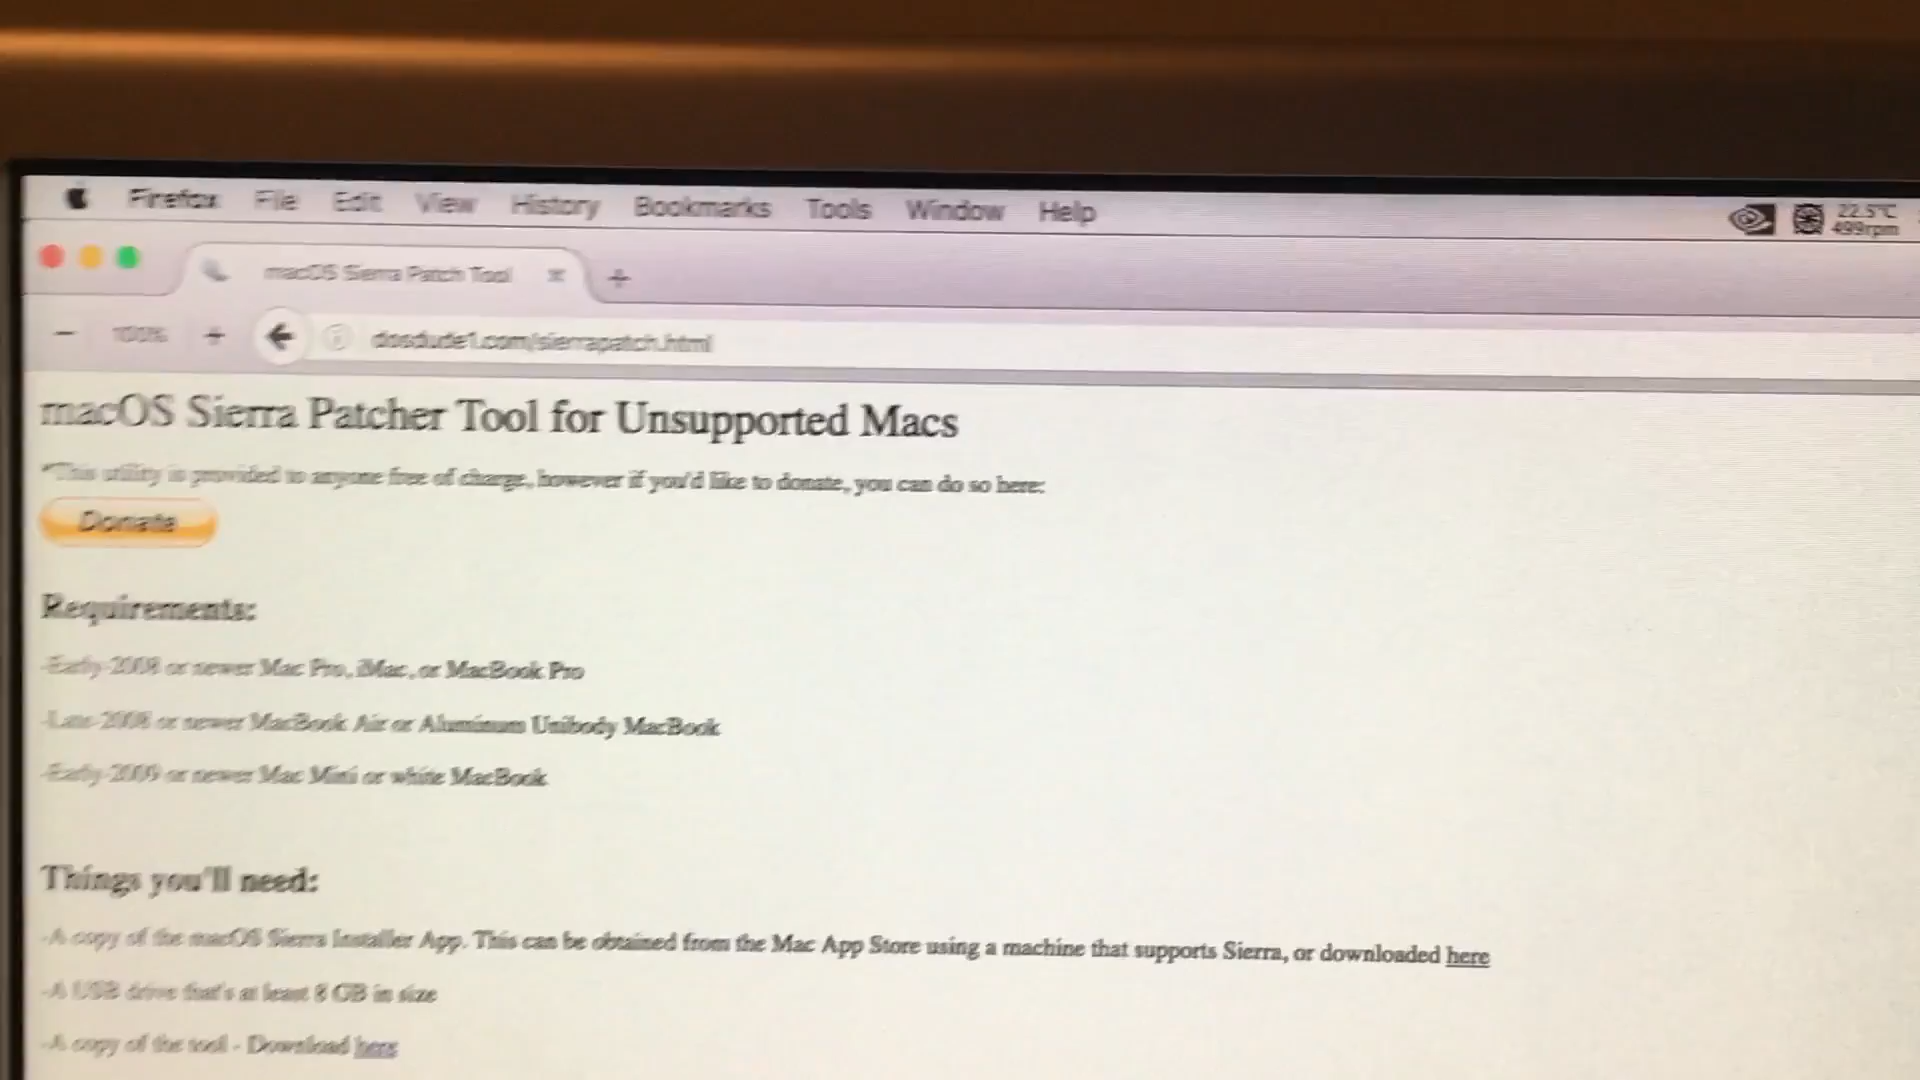 Firefox File Edit View History Bookmarks Tools Window Help 22.5°C
499rpm
macOS Sierra Patch Tool
100% dosdude1.com/sierrapatch.html
macOS Sierra Patcher Tool for Unsupported Macs
*This utility is provided to anyone free of charge, however if you'd like to donate, you can do so here:
Donate
Requirements:
-Early-2008 or newer Mac Pro, iMac, or MacBook Pro
-Late-2008 or newer MacBook Air or Aluminum Unibody MacBook
-Early-2009 or newer Mac Mini or white MacBook
Things you'll need:
-A copy of the macOS Sierra Installer App. This can be obtained from the Mac App Store using a machine that supports Sierra, or downloaded here
-A USB drive that's at least 8 GB in size
-A copy of the tool - Download here